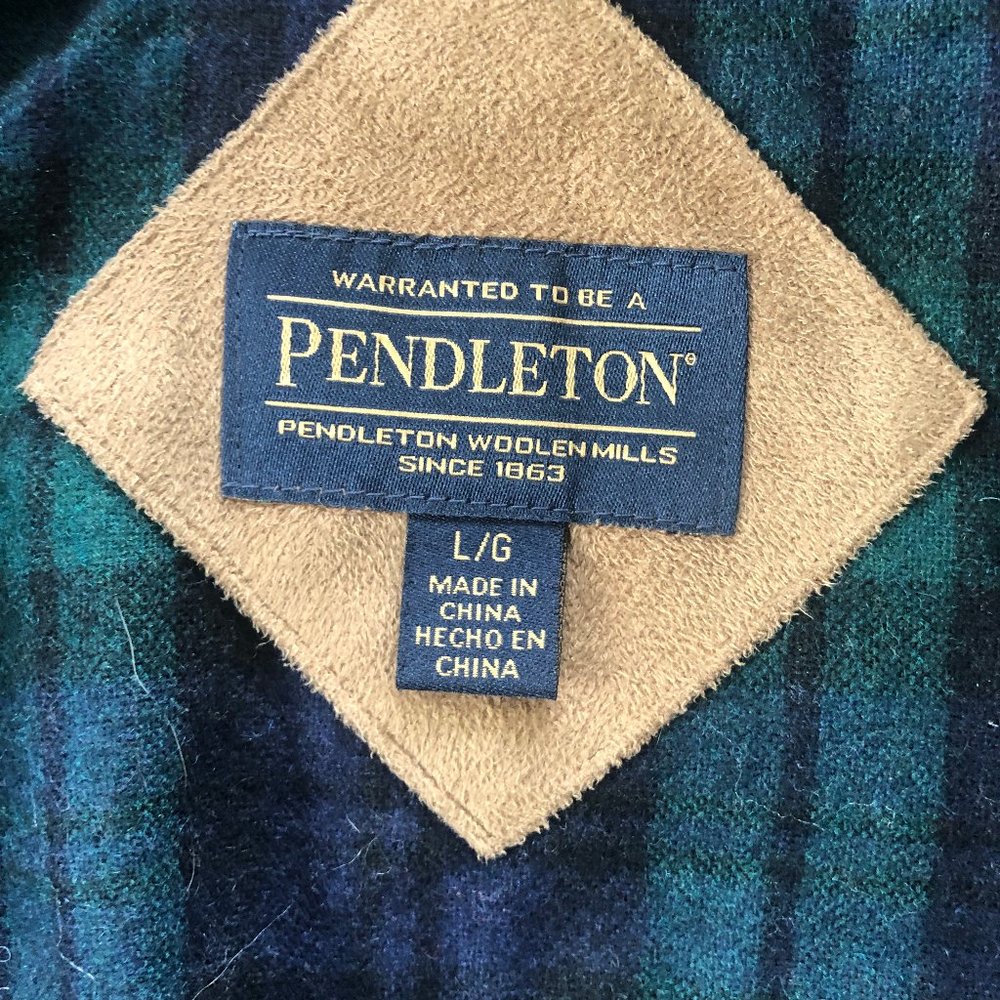 WARRANTED TO BE A
PENDLETON®
PENDLETON WOOLEN MILLS
SINCE 1863
L/G
MADE IN
CHINA
HECHO EN
CHINA